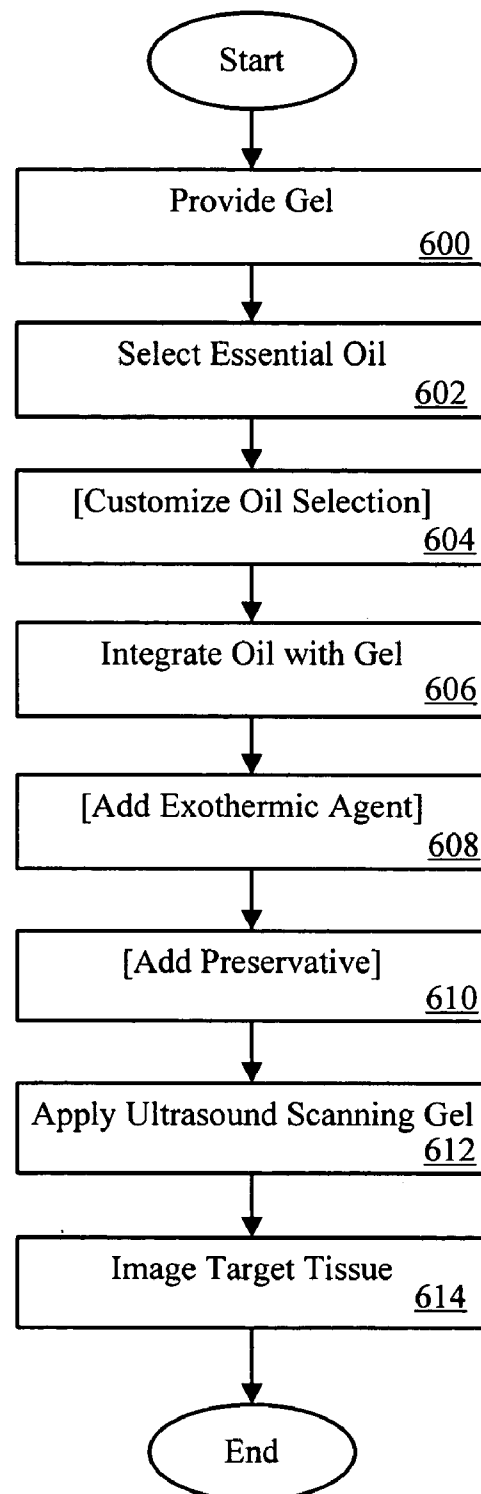 Start
Provide Gel
600
Select Essential Oil
602
[Customize Oil Selection]
604
Integrate Oil with Gel
606
[Add Exothermic Agent]
608
[Add Preservative]
610
Apply Ultrasound Scanning Gel
612
Image Target Tissue
614
End